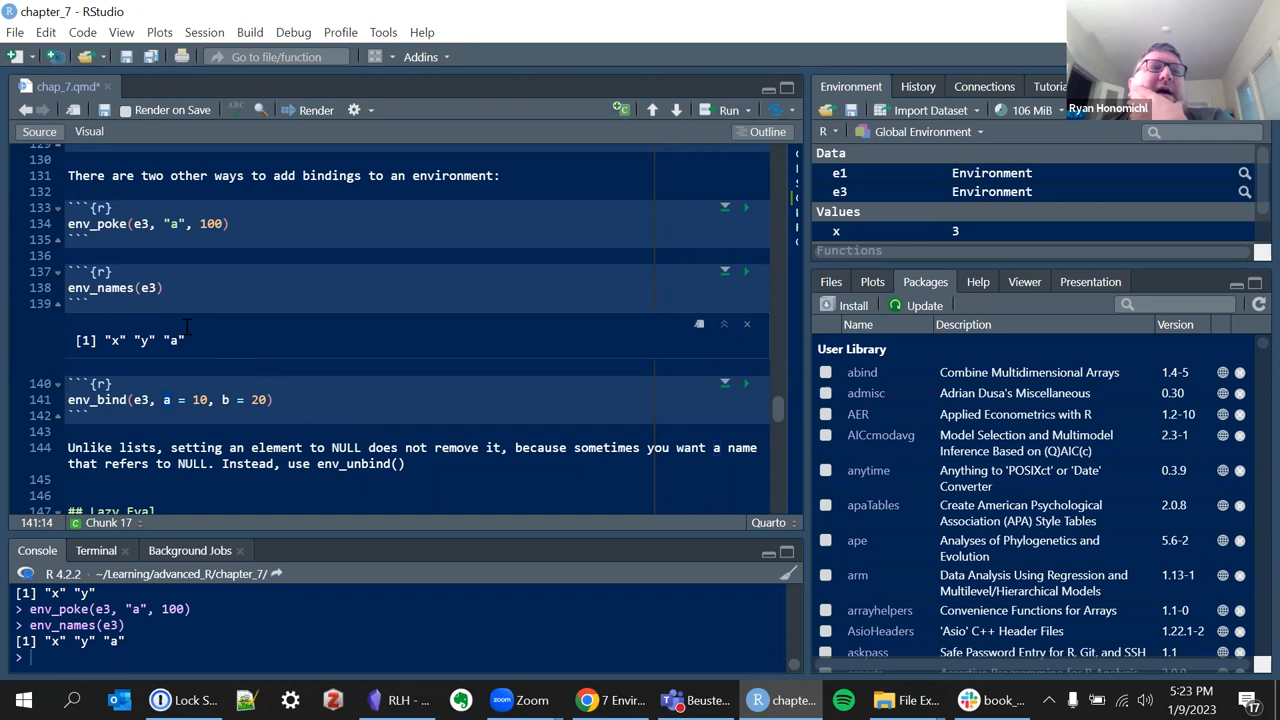 chapter_7 - RStudio
File Edit Code View Plots Session Build Debug Profile Tools Help
Go to file/function Addins
chap_7.qmd*
Render on Save ABC Render Run
Source Visual Outline
129
130
131 There are two other ways to add bindings to an environment:
132
133 ```{r}
134 env_poke(e3, "a", 100)
135 ```
136
137 ```{r}
138 env_names(e3)
139 ```
[1] "x" "y" "a"
140 ```{r}
141 env_bind(e3, a = 10, b = 20)
142 ```
143
144 Unlike lists, setting an element to NULL does not remove it, because sometimes you want a name
that refers to NULL. Instead, use env_unbind()
145
146
147 ## Lazy Eval
141:14 Chunk 17 Quarto
Console Terminal Background Jobs
R 4.2.2 ~/Learning/advanced_R/chapter_7/
[1] "x" "y"
> env_poke(e3, "a", 100)
> env_names(e3)
[1] "x" "y" "a"
>
Environment History Connections Tutoria
Import Dataset 106 MiB
R Global Environment
Data
e1 Environment
e3 Environment
Values
x 3
Functions
Ryan Honomichl
Files Plots Packages Help Viewer Presentation
Install Update
Name Description Version
User Library
abind Combine Multidimensional Arrays 1.4-5
admisc Adrian Dusa's Miscellaneous 0.30
AER Applied Econometrics with R 1.2-10
AICcmodavg Model Selection and Multimodel 2.3-1
Inference Based on (Q)AIC(c)
anytime Anything to 'POSIXct' or 'Date' 0.3.9
Converter
apaTables Create American Psychological 2.0.8
Association (APA) Style Tables
ape Analyses of Phylogenetics and 5.6-2
Evolution
arm Data Analysis Using Regression and 1.13-1
Multilevel/Hierarchical Models
arrayhelpers Convenience Functions for Arrays 1.1-0
AsioHeaders 'Asio' C++ Header Files 1.22.1-2
askpass Safe Password Entry for R, Git, and SSH 1.1
Lock S... RLH - ... Zoom 7 Envir... Beuste... chapte... File Ex... book_...
5:23 PM
1/9/2023
17